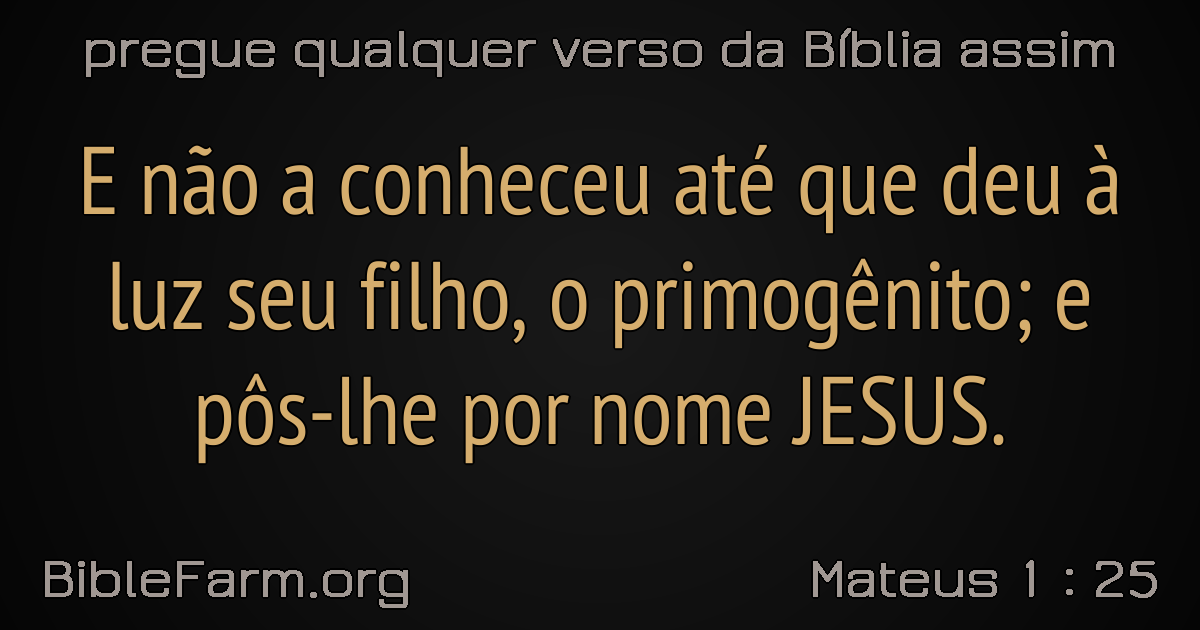 pregue qualquer verso da Bíblia assim
E não a conheceu até que deu à
luz seu filho, o primogênito; e
pôs-lhe por nome JESUS.
BibleFarm.org
Mateus 1 : 25